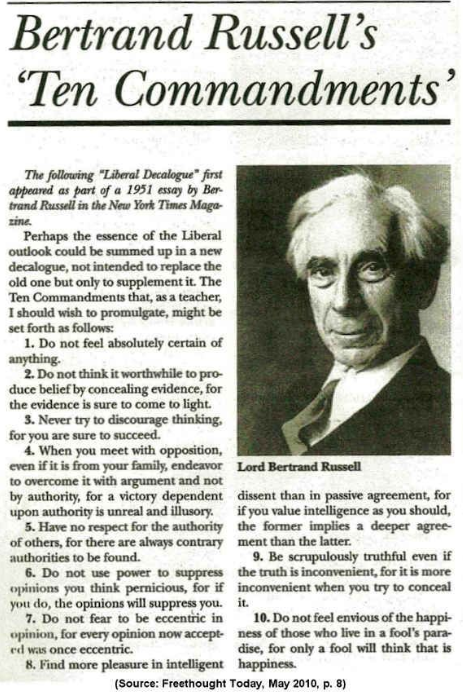 Bertrand Russell's
'Ten Commandments'
The following "Liberal Decalogue" first
appeared as part of a 1951 essay by Ber-
trand Russell in the New York Times Maga-
zine.
Perhaps the essence of the Liberal
outlook could be summed up in a new
decalogue, not intended to replace the
old one but only to supplement it. The
Ten Commandments that, as a teacher,
I should wish to promulgate, might be
set forth as follows:
1. Do not feel absolutely certain of
anything.
2. Do not think it worthwhile to pro-
duce belief by concealing evidence, for
the evidence is sure to come to light.
3. Never try to discourage thinking,
for you are sure to succeed.
4. When you meet with opposition,
even if it is from your family, endeavor
to overcome it with argument and not
by authority, for a victory dependent
upon authority is unreal and illusory.
5. Have no respect for the authority
of others, for there are always contrary
authorities to be found.
6. Do not use power to suppress
opinions you think pernicious, for if
you do, the opinions will suppress you.
7. Do not fear to be eccentric in
opinion, for every opinion now accept-
ed was once eccentric.
8. Find more pleasure in intelligent
Lord Bertrand Russell
dissent than in passive agreement, for
if you value intelligence as you should,
the former implies a deeper agree-
ment than the latter.
9. Be scrupulously truthful even if
the truth is inconvenient, for it is more
inconvenient when you try to conceal
it.
10. Do not feel envious of the happi-
ness of those who live in a fool's para-
dise, for only a fool will think that is
happiness.
(Source: Freethought Today, May 2010, p. 8)